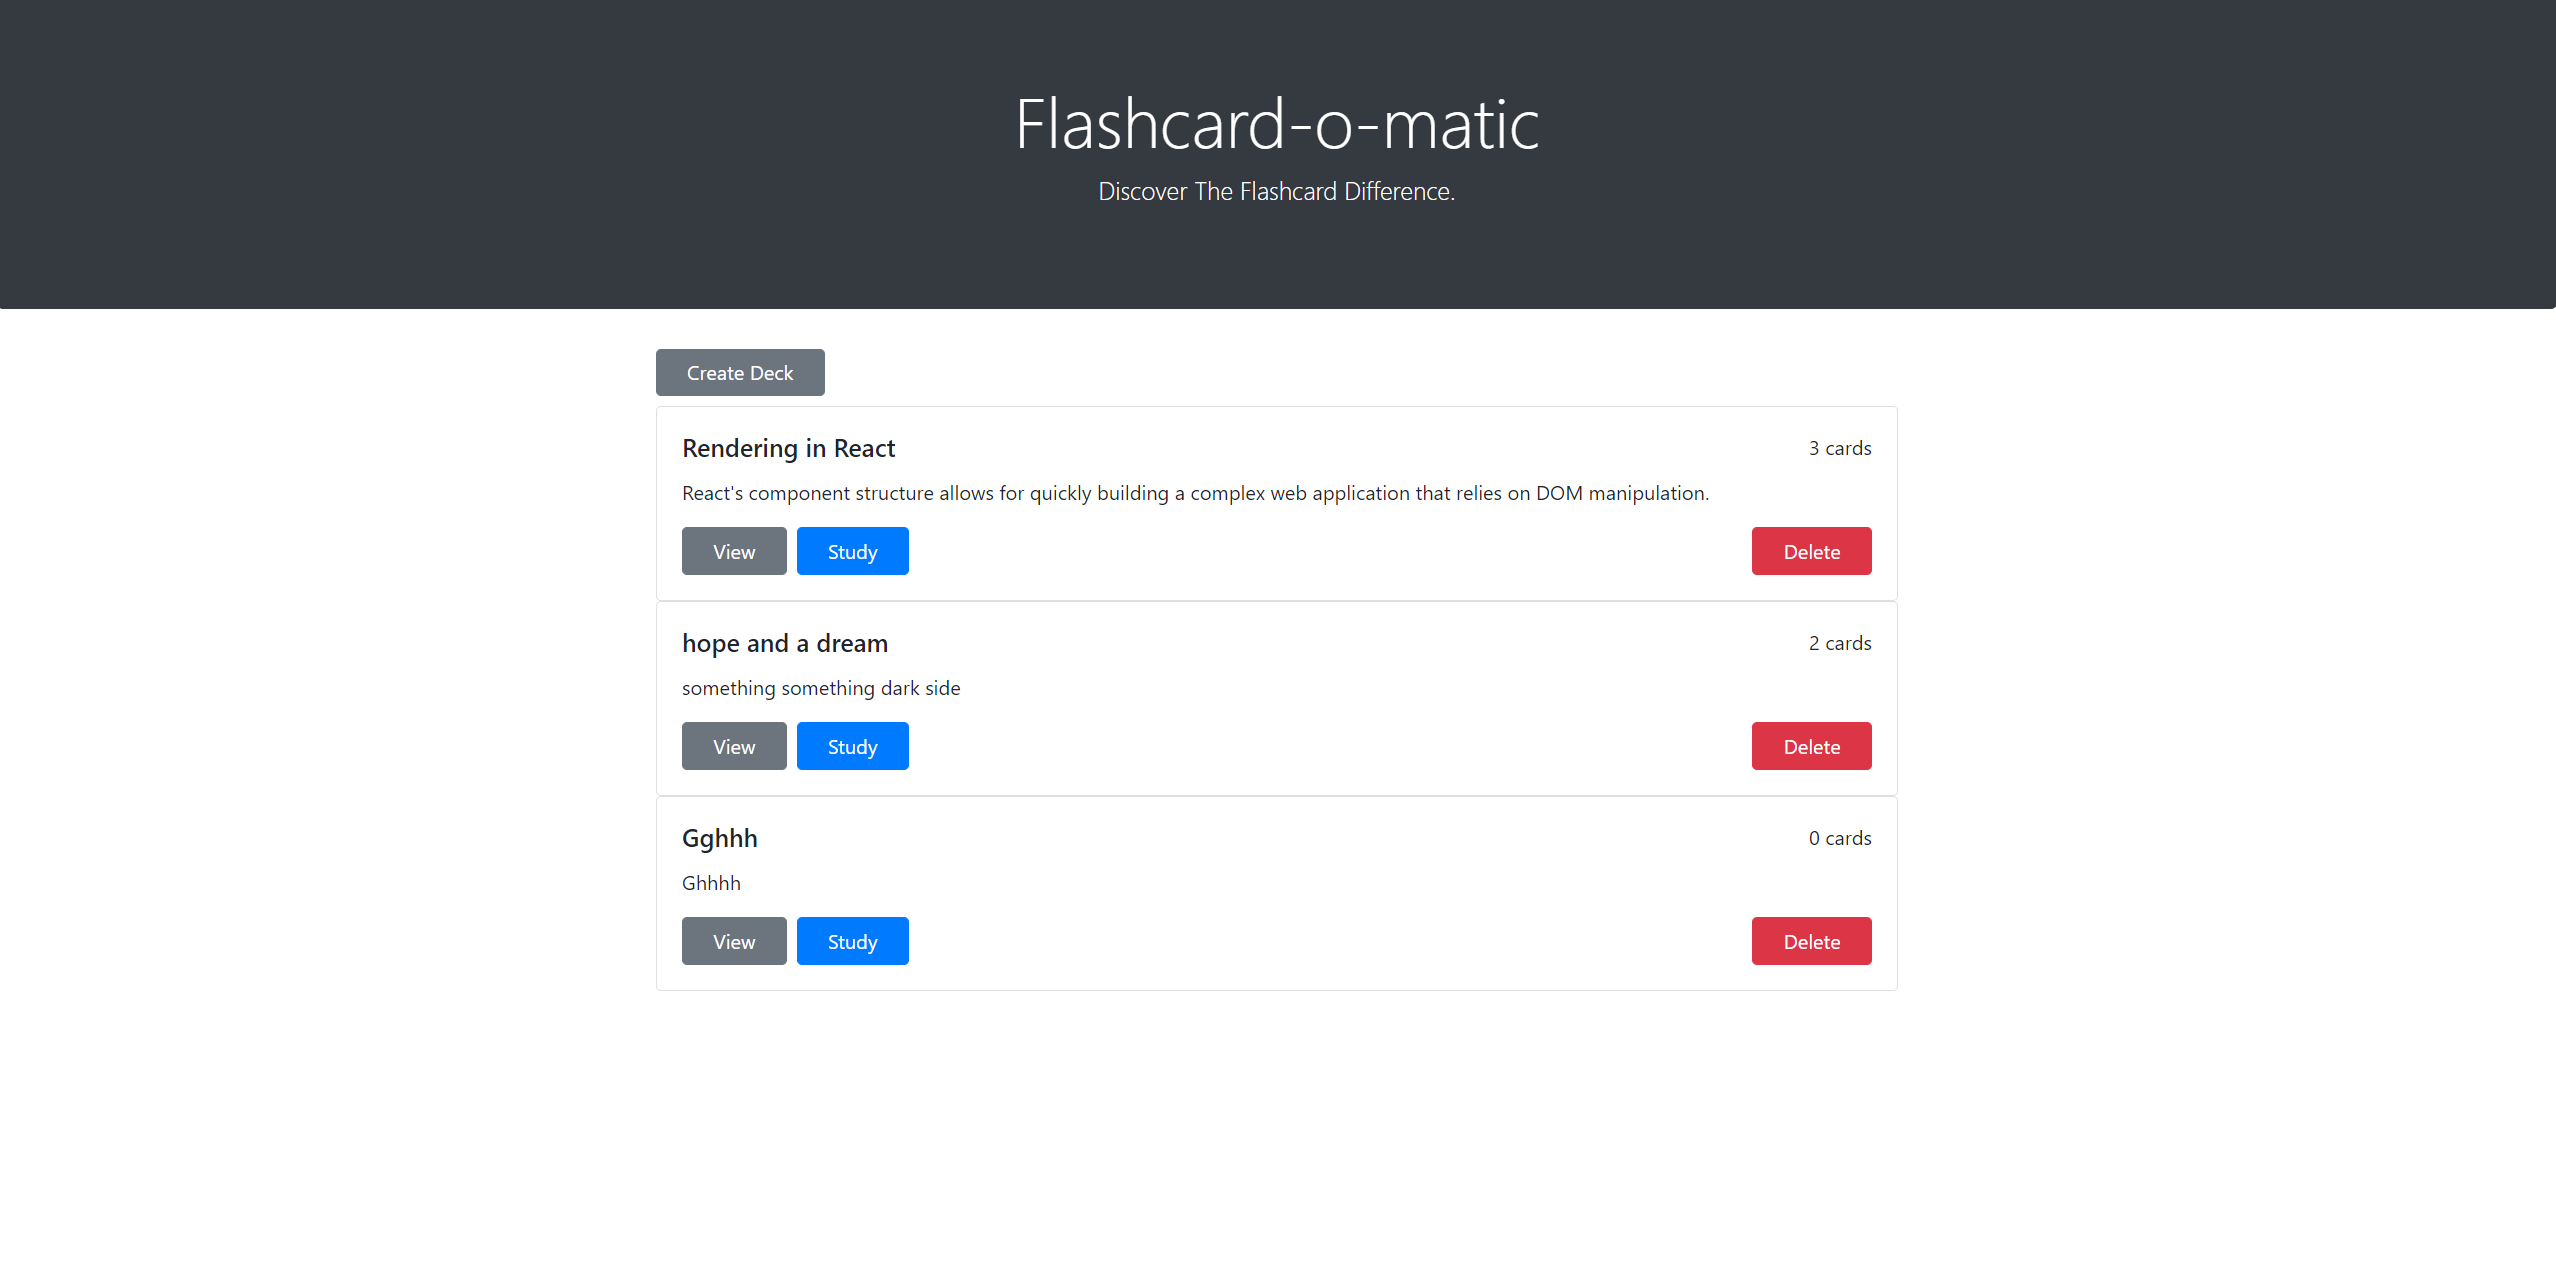 Flashcard-o-matic
Discover The Flashcard Difference.
Create Deck
Rendering in React 3 cards
React's component structure allows for quickly building a complex web application that relies on DOM manipulation.
View Study Delete
hope and a dream 2 cards
something something dark side
View Study Delete
Gghhh 0 cards
Ghhhh
View Study Delete